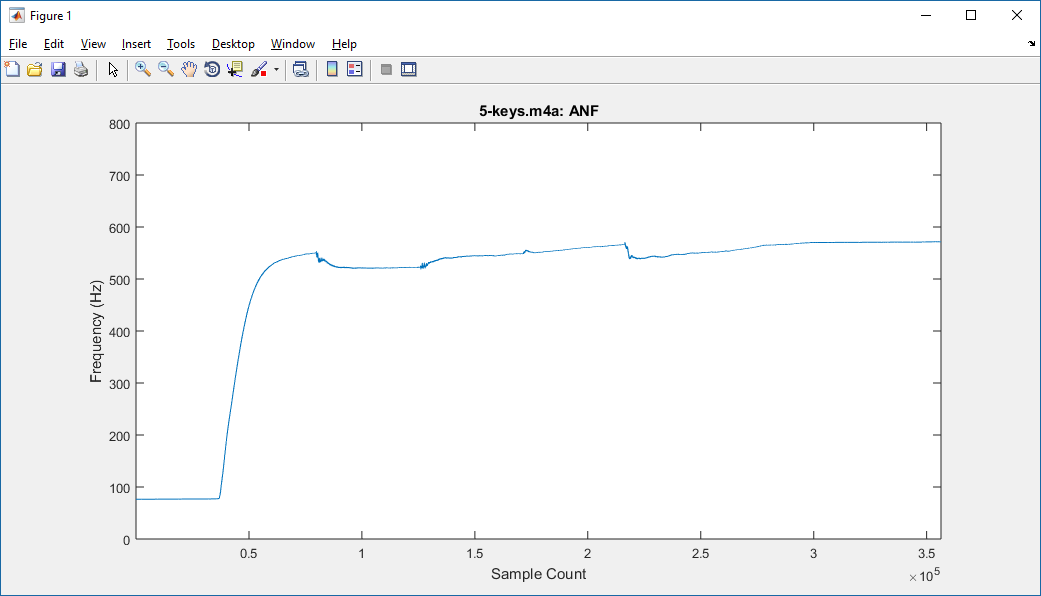 Figure 1
File Edit View Insert Tools Desktop Window Help
5-keys.m4a: ANF
Frequency (Hz)
800
700
600
500
400
300
200
100
0
0.5 1 1.5 2 2.5 3 3.5
Sample Count
×10^5